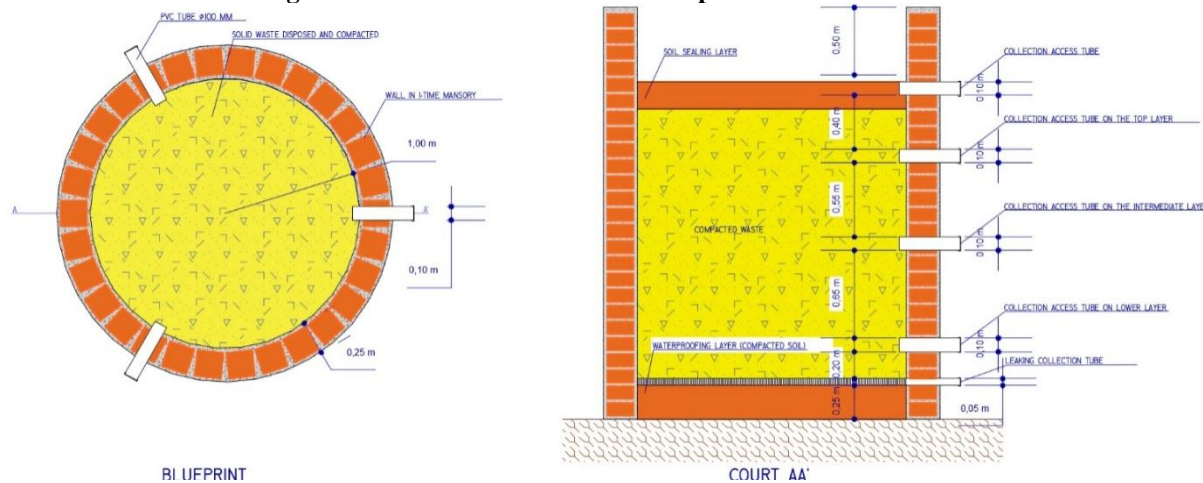 PVC TUBE ø100 MM
SOLID WASTE DISPOSED AND COMPACTED
WALL IN 1-TIME MANSORY
1,00 m
A
A'
0,10 m
0,25 m
BLUEPRINT
0,50 m
SOIL SEALING LAYER
COLLECTION ACCESS TUBE
0,10 m
0,40 m
COLLECTION ACCESS TUBE ON THE TOP LAYER
0,10 m
0,55 m
COLLECTION ACCESS TUBE ON THE INTERMEDIATE LAYE
COMPACTED WASTE
0,10 m
0,65 m
COLLECTION ACCESS TUBE ON LOWER LAYER
0,10 m
WATERPROOFING LAYER (COMPACTED SOIL)
0,20 m
LEAKING COLLECTION TUBE
0,25 m
0,05 m
COURT AA'